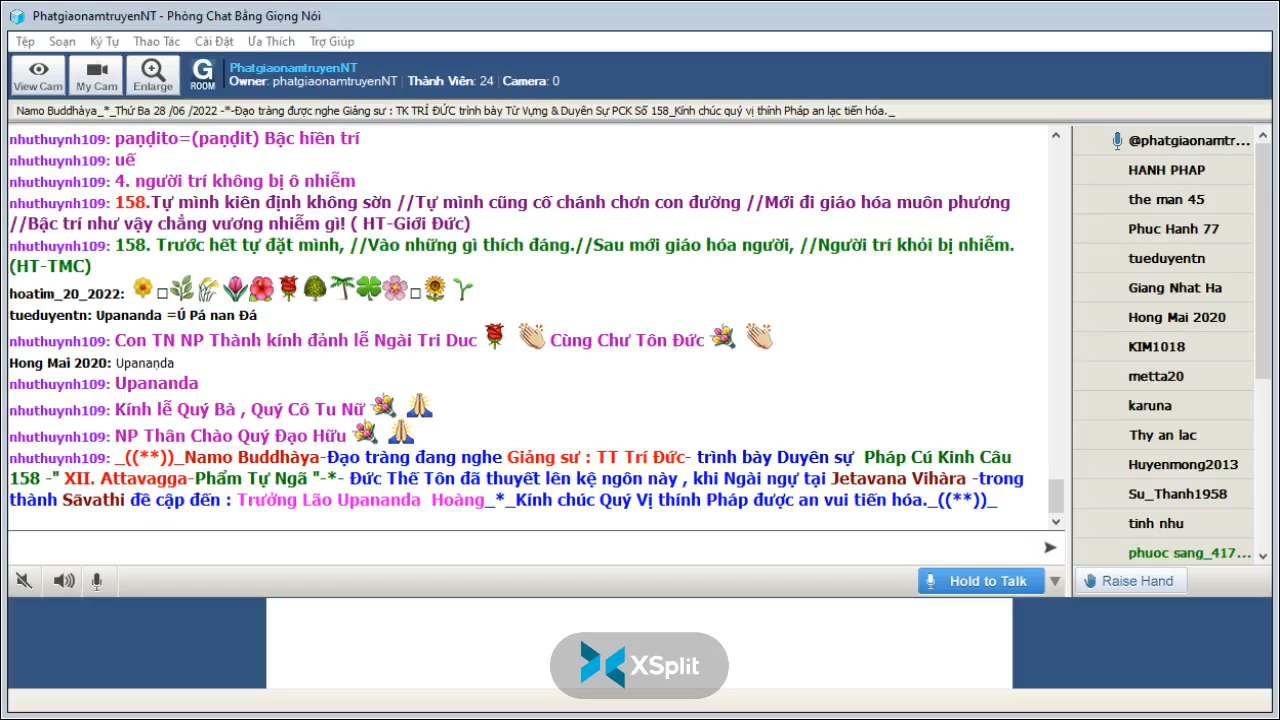 PhatgiaonamtruyenNT - Phòng Chat Bằng Giọng Nói
Tệp Soạn Ký Tự Thao Tác Cài Đặt Ưa Thích Trợ Giúp
View Cam My Cam Enlarge G ROOM
PhatgiaonamtruyenNT
Owner: phatgiaonamtruyenNT | Thành Viên: 24 | Camera: 0
Namo Buddhàya_*_Thứ Ba 28 /06 /2022 -*-Đạo tràng được nghe Giảng sư : TK TRÍ ĐỨC trình bày Từ Vựng & Duyên Sự PCK Số 158_Kính chúc quý vị thính Pháp an lạc tiến hóa._
nhuthuynh109: paṇḍito=(paṇḍit) Bậc hiền trí
nhuthuynh109: uế
nhuthuynh109: 4. người trí không bị ô nhiễm
nhuthuynh109: 158.Tự mình kiên định không sờn //Tự mình cũng cố chánh chơn con đường //Mới đi giáo hóa muôn phương
//Bậc trí như vậy chẳng vương nhiễm gì! ( HT-Giới Đức)
nhuthuynh109: 158. Trước hết tự đặt mình, //Vào những gì thích đáng.//Sau mới giáo hóa người, //Người trí khỏi bị nhiễm.
(HT-TMC)
hoatim_20_2022:
tueduyentn: Upananda =Ú Pá nan Đá
nhuthuynh109: Con TN NP Thành kính đảnh lễ Ngài Tri Duc Cùng Chư Tôn Đức
Hong Mai 2020: Upananḍa
nhuthuynh109: Upananda
nhuthuynh109: Kính lễ Quý Bà , Quý Cô Tu Nữ
nhuthuynh109: NP Thân Chào Quý Đạo Hữu
nhuthuynh109: _((**))_Namo Buddhàya-Đạo tràng đang nghe Giảng sư : TT Trí Đức- trình bày Duyên sự Pháp Cú Kinh Câu
158 -" XII. Attavagga-Phẩm Tự Ngã "-*- Đức Thế Tôn đã thuyết lên kệ ngôn này , khi Ngài ngự tại Jetavana Vihàra -trong
thành Sāvathi đề cập đến : Trưởng Lão Upananda Hoàng_*_Kính chúc Quý Vị thính Pháp được an vui tiến hóa._((**))_
@phatgiaonamtr...
HANH PHAP
the man 45
Phuc Hanh 77
tueduyentn
Giang Nhat Ha
Hong Mai 2020
KIM1018
metta20
karuna
Thy an lac
Huyenmong2013
Su_Thanh1958
tinh nhu
phuoc sang_417...
Hold to Talk
Raise Hand
XSplit